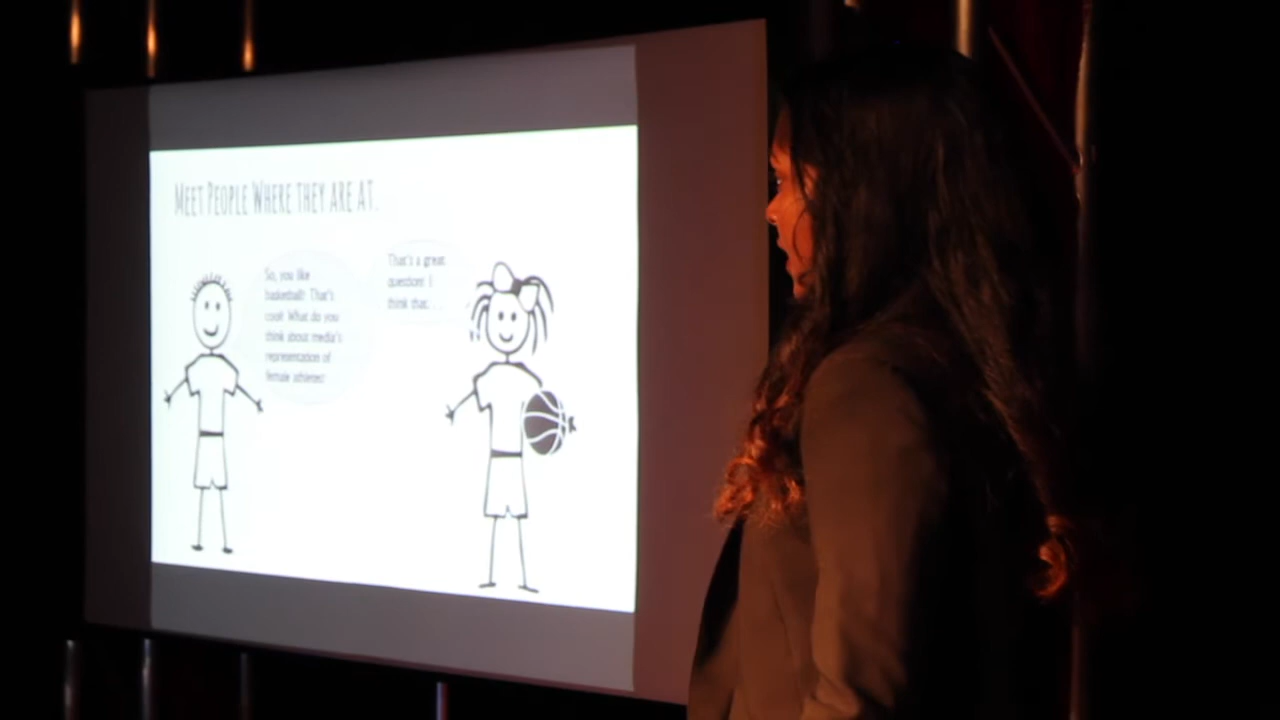 MEET PEOPLE WHERE THEY ARE AT.
So, you like
basketball? That's
cool! What do you
think about media's
representation of
female athletes?
That's a great
question! I
think that. . .